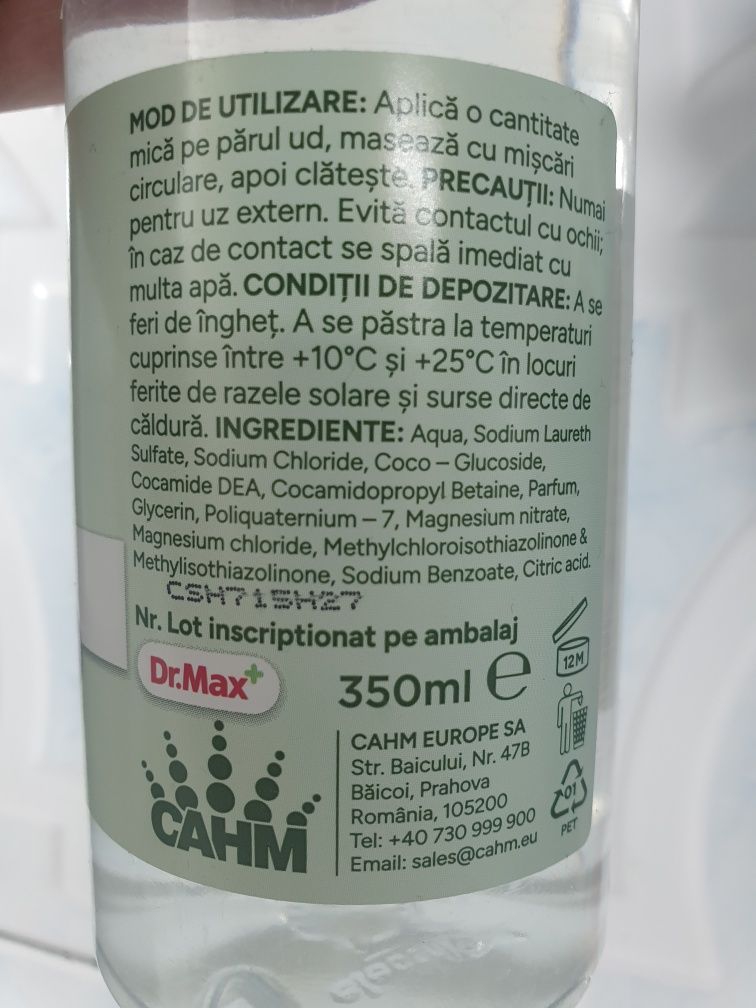 MOD DE UTILIZARE: Aplică o cantitate
mică pe părul ud, masează cu mișcări
circulare, apoi clătește. PRECAUȚII: Numai
pentru uz extern. Evită contactul cu ochii;
în caz de contact se spală imediat cu
multa apă. CONDIȚII DE DEPOZITARE: A se
feri de îngheț. A se păstra la temperaturi
cuprinse între +10°C și +25°C în locuri
ferite de razele solare și surse directe de
căldură. INGREDIENTE: Aqua, Sodium Laureth
Sulfate, Sodium Chloride, Coco – Glucoside,
Cocamide DEA, Cocamidopropyl Betaine, Parfum,
Glycerin, Poliquaternium – 7, Magnesium nitrate,
Magnesium chloride, Methylchloroisothiazolinone &
Methylisothiazolinone, Sodium Benzoate, Citric acid.
CSH715H27
Nr. Lot inscriptionat pe ambalaj
Dr.Max+
350ml e
12M
CAHM
CAHM EUROPE SA
Str. Baicului, Nr. 47B
Băicoi, Prahova
România, 105200
Tel: +40 730 999 900
Email: sales@cahm.eu
01
PET